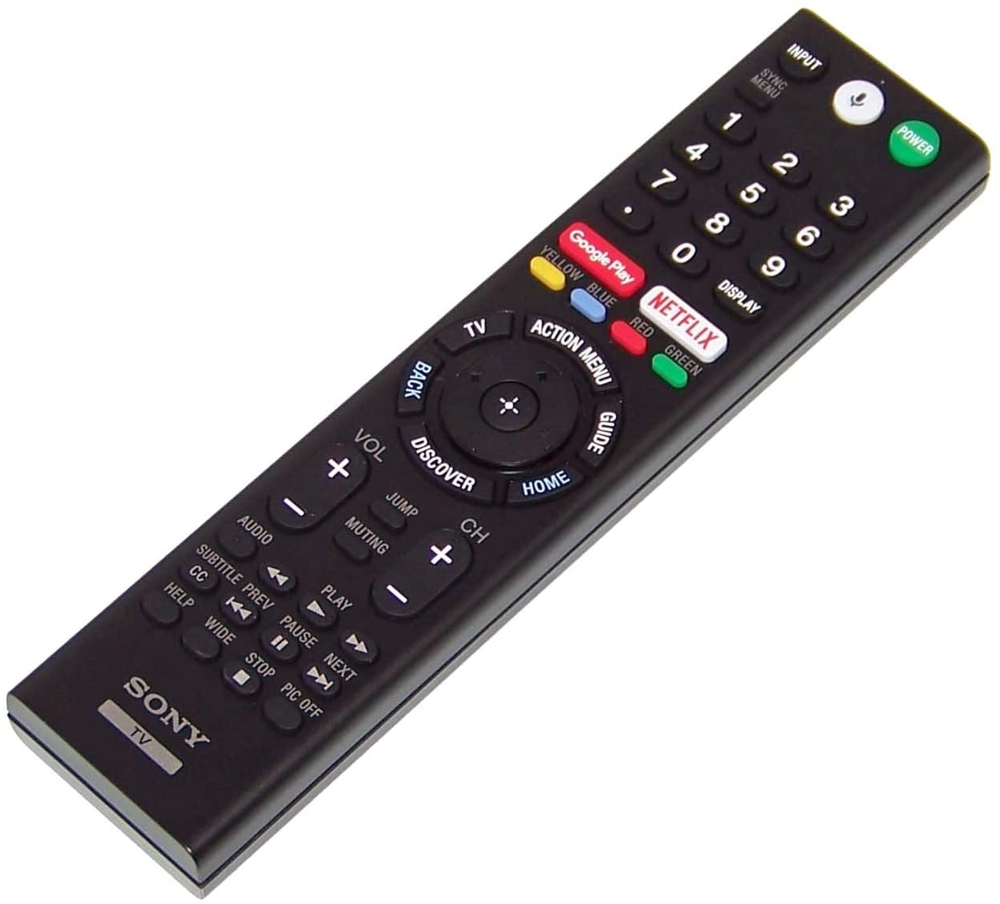 INPUT
SYNC
MENU
POWER
1
2
3
4
5
6
7
8
9
.
0
DISPLAY
Google Play
NETFLIX
YELLOW
BLUE
RED
GREEN
TV
ACTION MENU
BACK
GUIDE
DISCOVER
HOME
VOL
+
−
JUMP
MUTING
CH
+
−
AUDIO
SUBTITLE
CC
PREV
PLAY
HELP
WIDE
PAUSE
NEXT
STOP
PIC OFF
SONY
TV